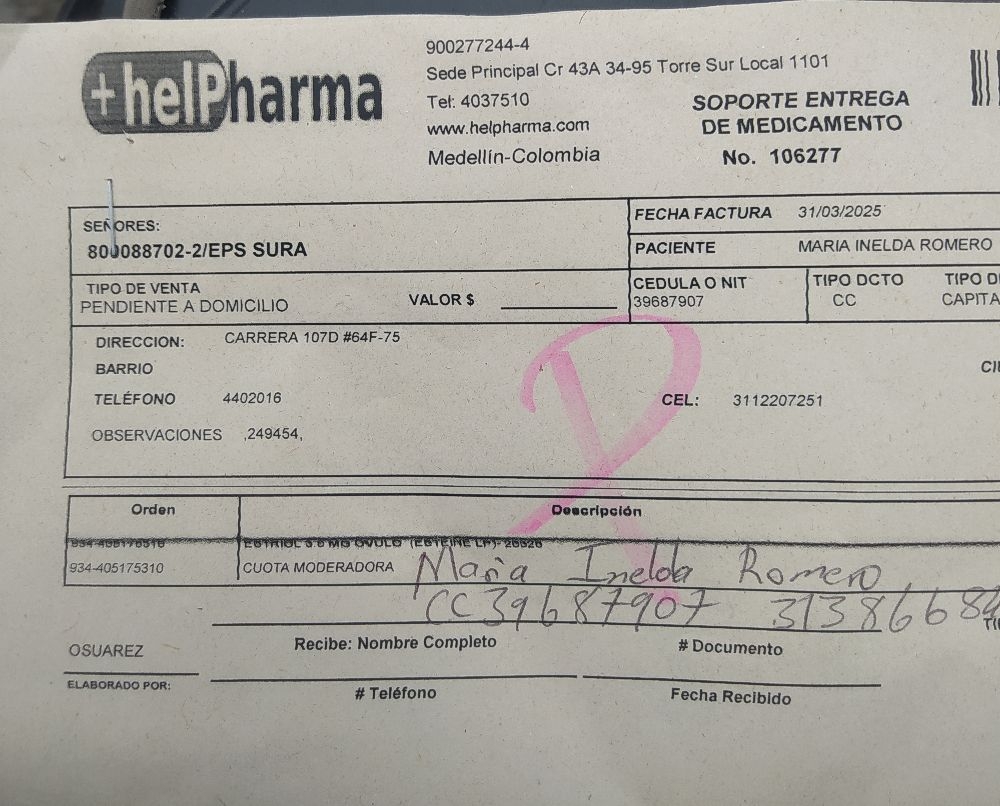 +helPharma
900277244-4
Sede Principal Cr 43A 34-95 Torre Sur Local 1101
Tel: 4037510
www.helpharma.com
Medellín-Colombia
SOPORTE ENTREGA
DE MEDICAMENTO
No. 106277
SEÑORES:
800088702-2/EPS SURA
FECHA FACTURA 31/03/2025
PACIENTE MARIA INELDA ROMERO
TIPO DE VENTA
PENDIENTE A DOMICILIO VALOR $
CEDULA O NIT
39687907
TIPO DCTO
CC
TIPO D
CAPITA
DIRECCION: CARRERA 107D #64F-75
BARRIO
TELÉFONO 4402016 CEL: 3112207251
OBSERVACIONES ,249454,
Orden Descripción
CUOTA MODERADORA
934-405175310
Maria Inelda Romero
CC39687907
Recibe: Nombre Completo # Documento
OSUAREZ
ELABORADO POR:
# Teléfono Fecha Recibido